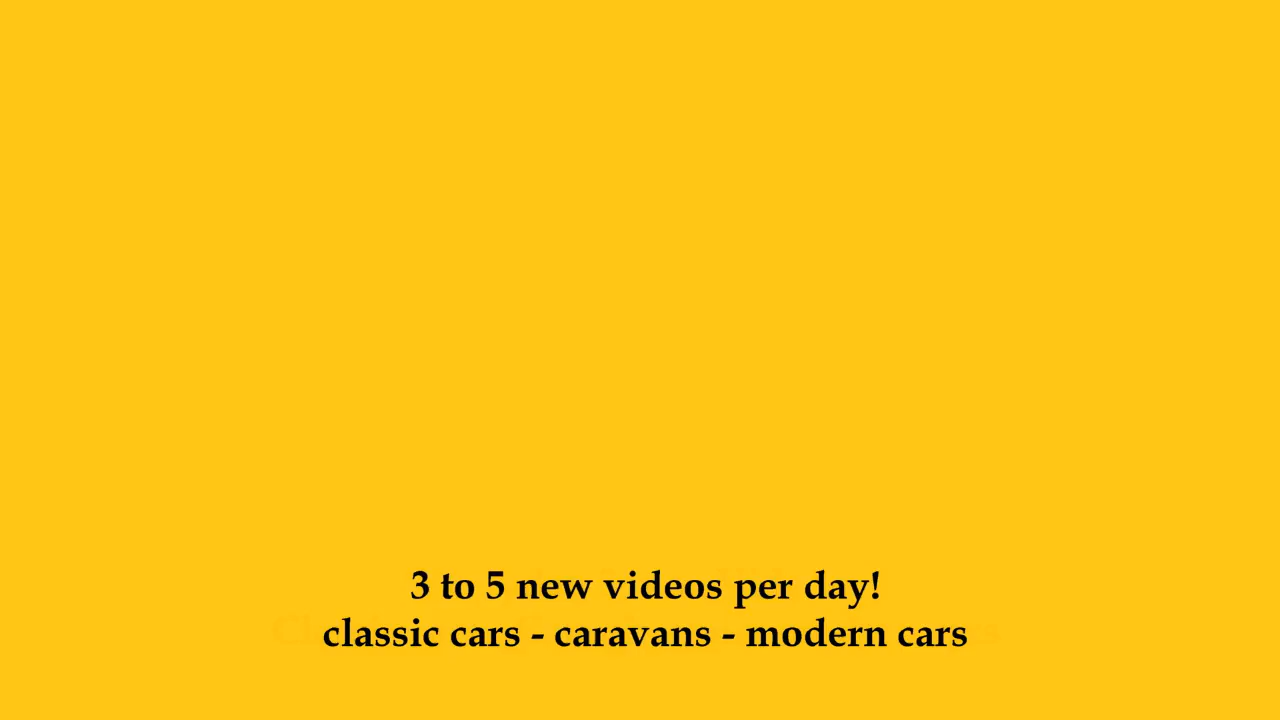 3 to 5 new videos per day!
classic cars - caravans - modern cars